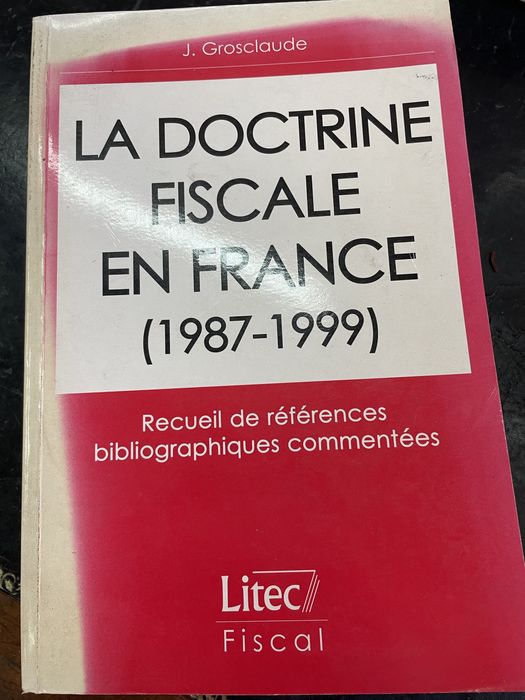 J. Grosclaude
LA DOCTRINE
FISCALE
EN FRANCE
(1987-1999)
Recueil de références
bibliographiques commentées
Litec
Fiscal